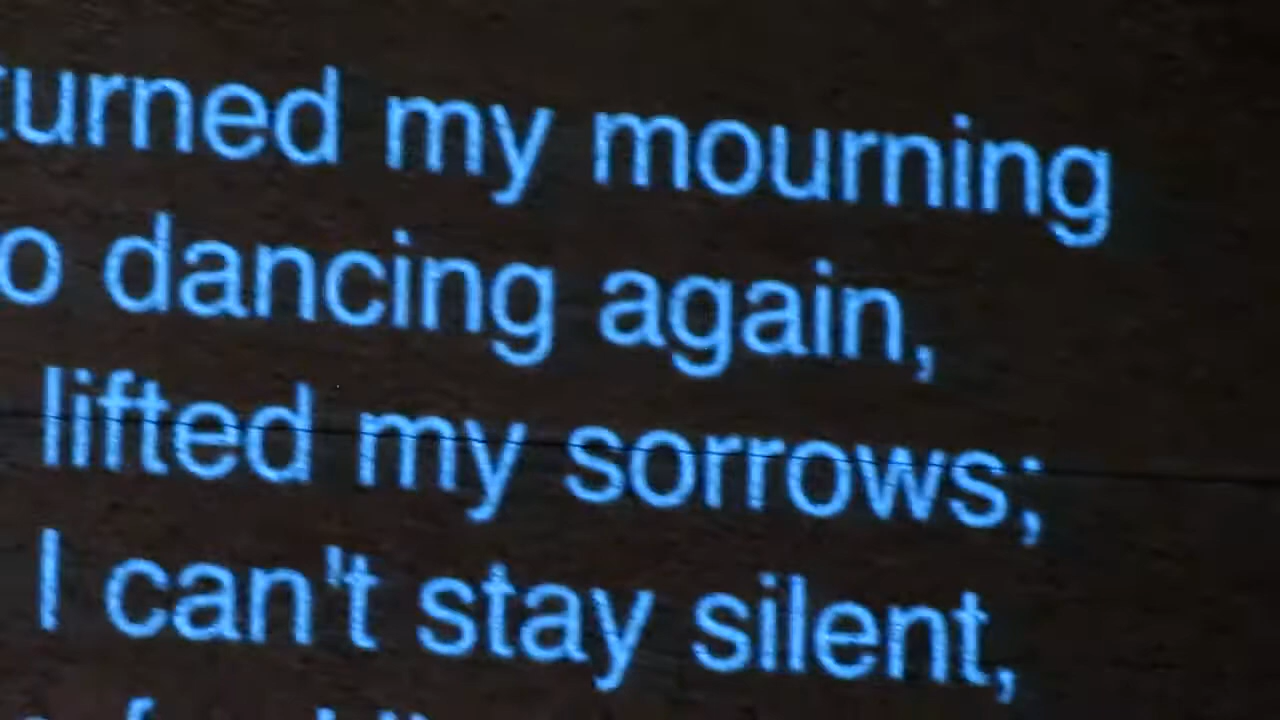 turned my mourning
o dancing again,
lifted my sorrows;
I can't stay silent,